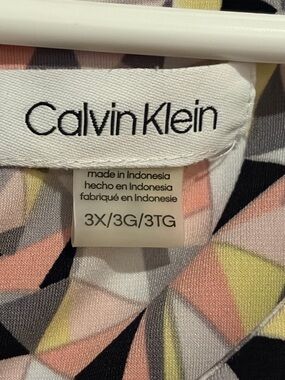 Calvin Klein
made in Indonesia
hecho en Indonesia
fabriqué en Indonesie
3X/3G/3TG